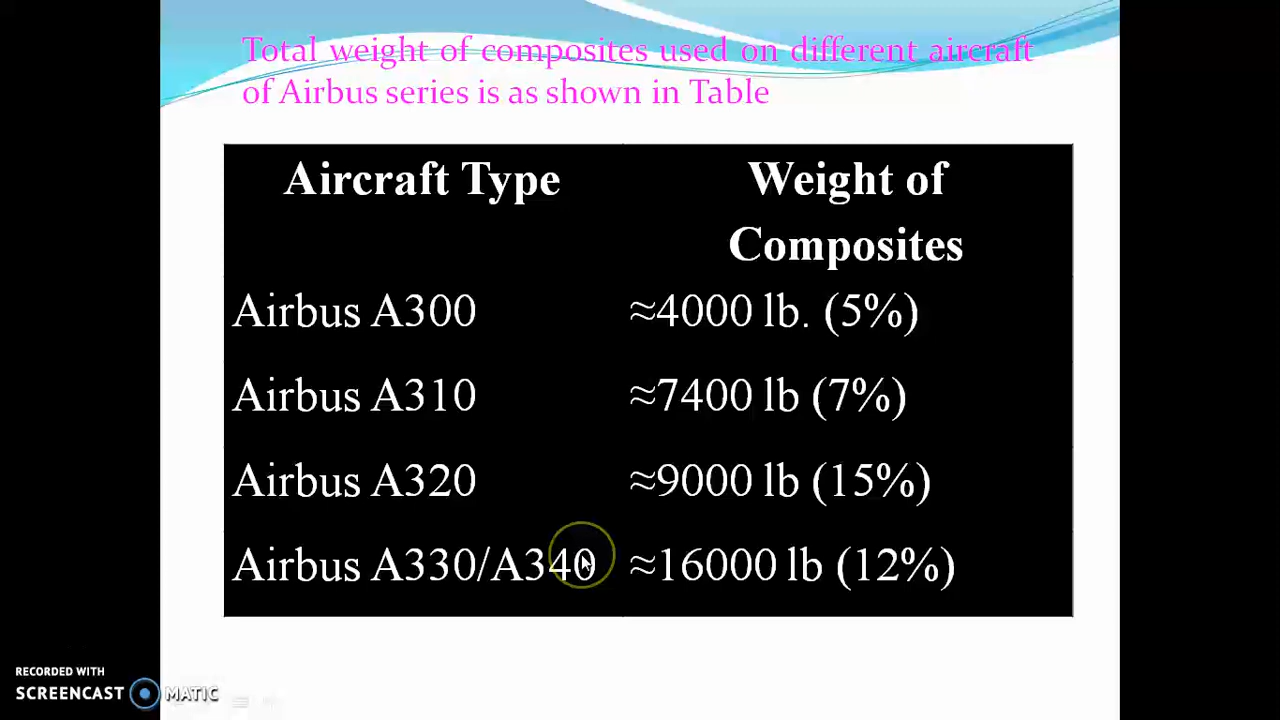 Total weight of composites used on different aircraft
of Airbus series is as shown in Table
Aircraft Type
Weight of
Composites
Airbus A300 ≈4000 lb. (5%)
Airbus A310 ≈7400 lb (7%)
Airbus A320 ≈9000 lb (15%)
Airbus A330/A340 ≈16000 lb (12%)
RECORDED WITH
SCREENCAST MATIC